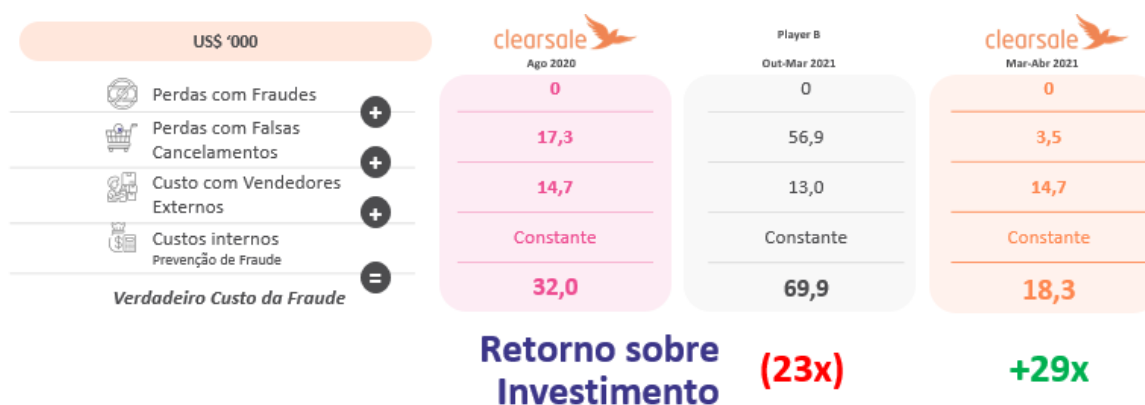 US$ ‘000
clearsale
Ago 2020
Player B
Out-Mar 2021
clearsale
Mar-Abr 2021
Perdas com Fraudes
0
0
0
+
Perdas com Falsas
Cancelamentos
17,3
56,9
3,5
+
Custo com Vendedores
Externos
14,7
13,0
14,7
+
Custos internos
Prevenção de Fraude
Constante
Constante
Constante
=
Verdadeiro Custo da Fraude
32,0
69,9
18,3
Retorno sobre
Investimento
(23x)
+29x